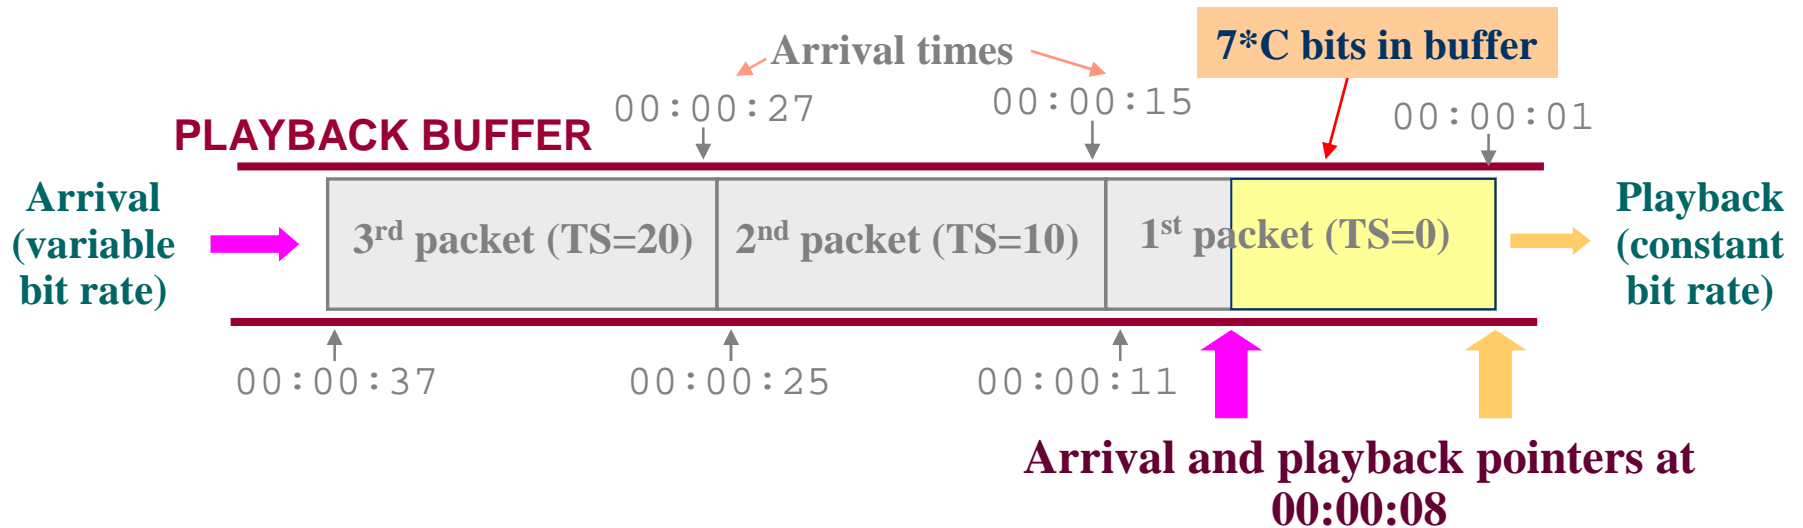 7*C bits in buffer
Arrival times
00:00:27
00:00:15
00:00:01
PLAYBACK BUFFER
Arrival
(variable
bit rate)
3rd packet (TS=20)
2nd packet (TS=10)
1st packet (TS=0)
Playback
(constant
bit rate)
00:00:37
00:00:25
00:00:11
Arrival and playback pointers at
00:00:08